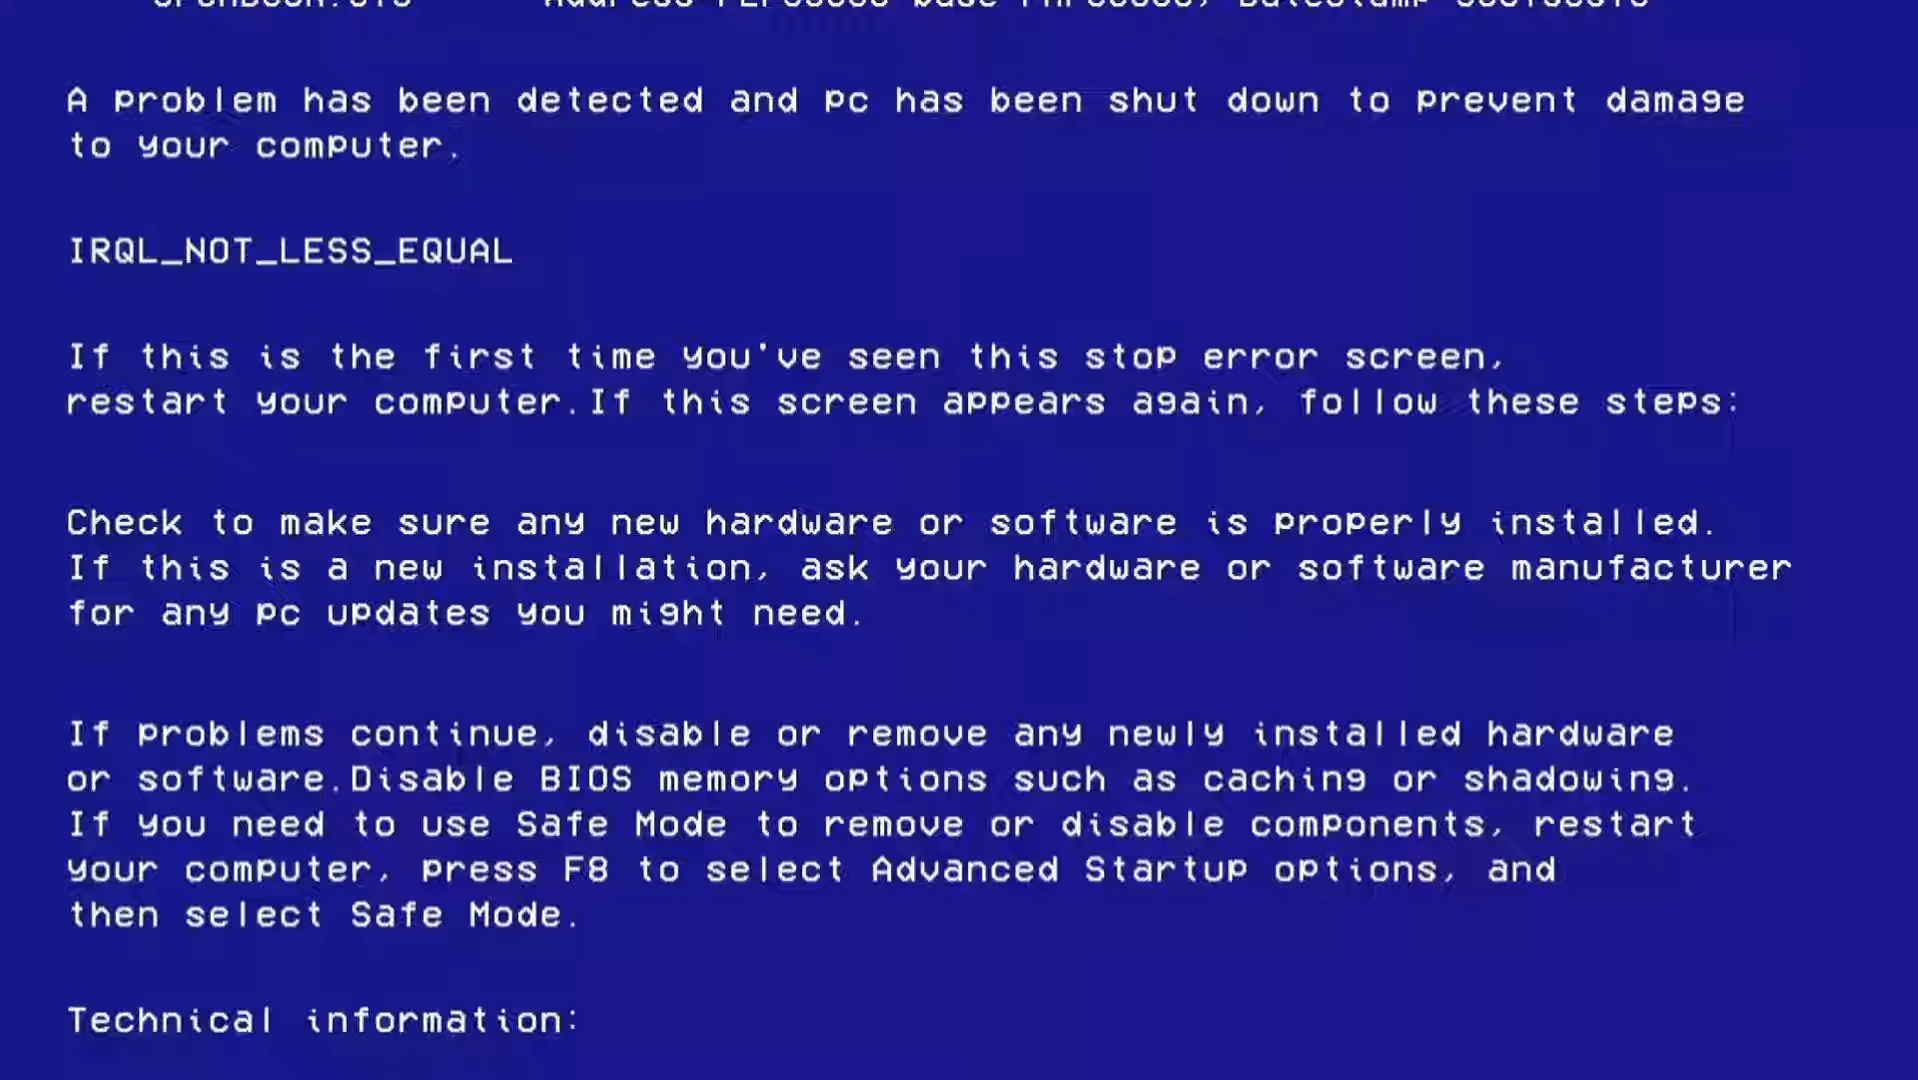 A problem has been detected and pc has been shut down to prevent damage
to your computer.
IRQL_NOT_LESS_EQUAL
If this is the first time you've seen this stop error screen,
restart your computer.If this screen appears again, follow these steps:
Check to make sure any new hardware or software is properly installed.
If this is a new installation, ask your hardware or software manufacturer
for any pc updates you might need.
If problems continue, disable or remove any newly installed hardware
or software.Disable BIOS memory options such as caching or shadowing.
If you need to use Safe Mode to remove or disable components, restart
your computer, press F8 to select Advanced Startup options, and
then select Safe Mode.
Technical information: